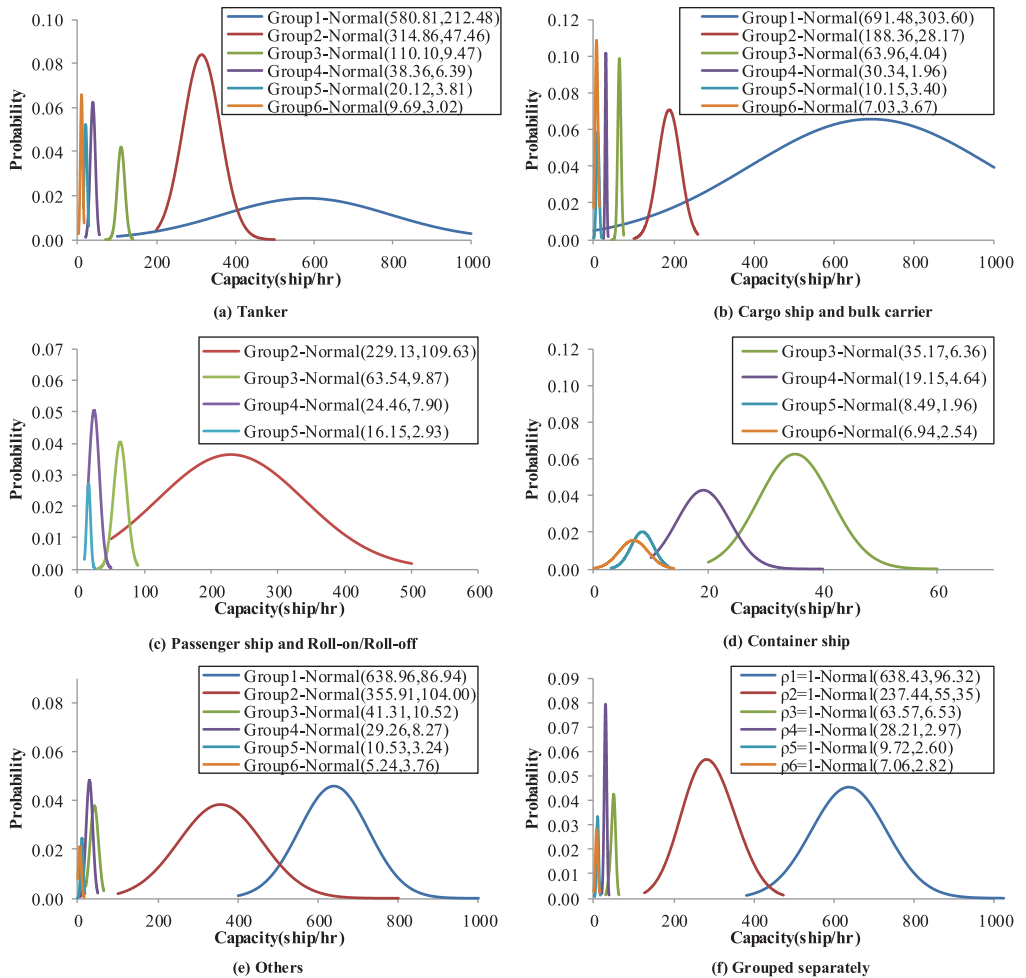 Group1-Normal(580.81,212.48)
Group2-Normal(314.86,47.46)
Group3-Normal(110.10,9.47)
Group4-Normal(38.36,6.39)
Group5-Normal(20.12,3.81)
Group6-Normal(9.69,3.02)
Probability
0.10
0.08
0.06
0.04
0.02
0.00
0 200 400 600 800 1000
Capacity(ship/hr)
(a) Tanker
Group1-Normal(691.48,303.60)
Group2-Normal(188.36,28.17)
Group3-Normal(63.96,4.04)
Group4-Normal(30.34,1.96)
Group5-Normal(10.15,3.40)
Group6-Normal(7.03,3.67)
Probability
0.12
0.10
0.08
0.06
0.04
0.02
0.00
0 200 400 600 800 1000
Capacity(ship/hr)
(b) Cargo ship and bulk carrier
Group2-Normal(229.13,109.63)
Group3-Normal(63.54,9.87)
Group4-Normal(24.46,7.90)
Group5-Normal(16.15,2.93)
Probability
0.07
0.06
0.05
0.04
0.03
0.02
0.01
0.00
0 100 200 300 400 500 600
Capacity(ship/hr)
(c) Passenger ship and Roll-on/Roll-off
Group3-Normal(35.17,6.36)
Group4-Normal(19.15,4.64)
Group5-Normal(8.49,1.96)
Group6-Normal(6.94,2.54)
Probability
0.12
0.10
0.08
0.06
0.04
0.02
0.00
0 20 40 60
Capacity(ship/hr)
(d) Container ship
Group1-Normal(638.96,86.94)
Group2-Normal(355.91,104.00)
Group3-Normal(41.31,10.52)
Group4-Normal(29.26,8.27)
Group5-Normal(10.53,3.24)
Group6-Normal(5.24,3.76)
Probability
0.10
0.08
0.06
0.04
0.02
0.00
0 200 400 600 800 1000
Capacity(ship/hr)
(e) Others
ρ1=1-Normal(638.43,96.32)
ρ2=1-Normal(237.44,55,35)
ρ3=1-Normal(63.57,6.53)
ρ4=1-Normal(28.21,2.97)
ρ5=1-Normal(9.72,2.60)
ρ6=1-Normal(7.06,2.82)
Probability
0.09
0.08
0.07
0.06
0.05
0.04
0.03
0.02
0.01
0.00
0 200 400 600 800 1000
Capacity(ship/hr)
(f) Grouped separately